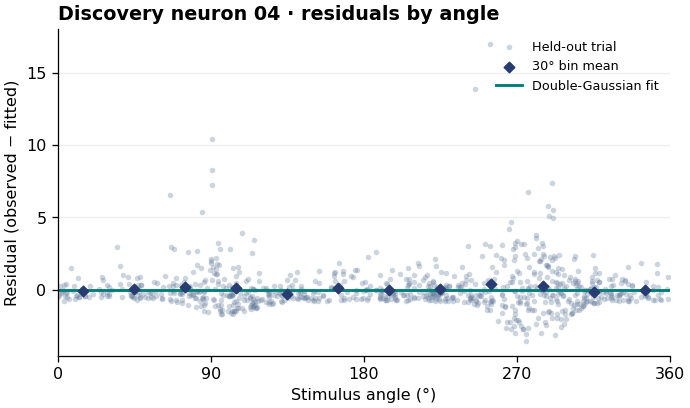 Discovery neuron 04 · residuals by angle
Held-out trial
30° bin mean
Double-Gaussian fit
15
10
5
0
Residual (observed − fitted)
0 90 180 270 360
Stimulus angle (°)